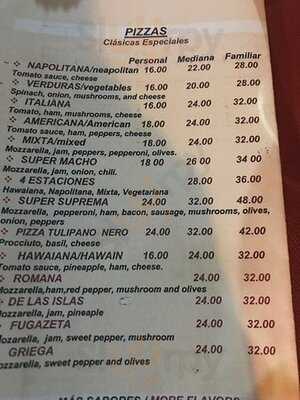 PIZZAS
Clásicas Especiales
Personal Mediana Familiar
NAPOLITANA/neapolitan 16.00 22.00 28.00
Tomato sauce, cheese
VERDURAS/vegetables 16.00 20.00 28.00
Spinach, onion, mushrooms, and cheese
ITALIANA 16.00 24.00 32.00
Tomato, ham, mushrooms, cheese
AMERICANA/American 18.00 24.00 32.00
Tomato sauce, ham, peppers, cheese
MIXTA/mixed 18.00 24.00 32.00
Mozzarella, jam, peppers, pepperoni, olives.
SUPER MACHO 18 00 26 00 34 00
Mozzarella, jam, onion, chili.
4 ESTACIONES 28.00 36.00
Hawaiana, Napolitana, Mixta, Vegetariana
SUPER SUPREMA 24.00 32.00 48.00
Mozzarella, pepperoni, ham, bacon, sausage, mushrooms, olives,
onion, peppers
PIZZA TULIPANO NERO 24.00 32.00 42.00
Procciuto, basil, cheese
HAWAIANA/HAWAIN 16.00 24.00 32.00
Tomato sauce, pineapple, ham, cheese.
ROMANA 24.00 32.00
Mozzarella,ham,red pepper, mushroom and olives
DE LAS ISLAS 24.00 32.00
Mozzarella, jam, pineaple
FUGAZETA 24.00 32.00
Mozzarella, jam, sweet pepper, mushroom
GRIEGA 24.00 32.00
Mozzarella, sweet pepper and olives
MÁS SABORES / MORE FLAVORS